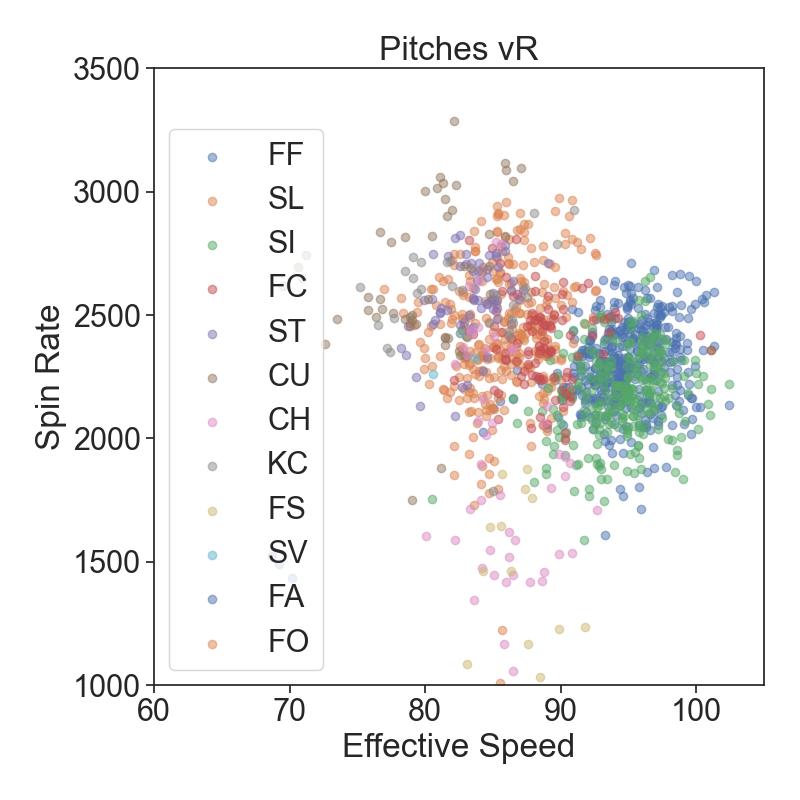 Pitches vR
3500
3000
2500
2000
1500
1000
Spin Rate
FF
SL
SI
FC
ST
CU
CH
KC
FS
SV
FA
FO
60
70
80
90
100
Effective Speed